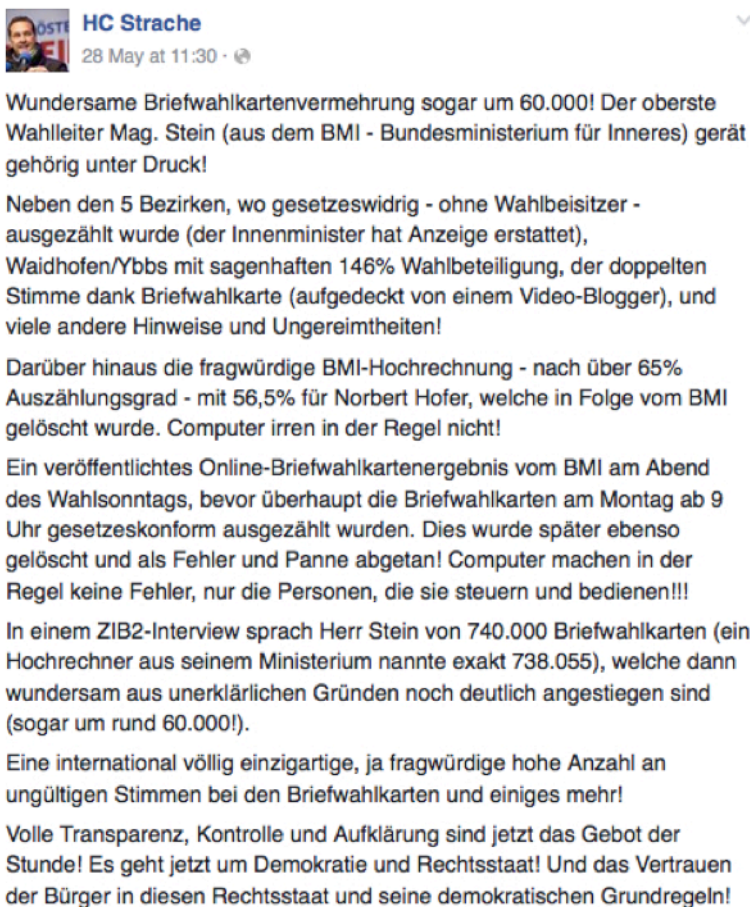 ÖSTE
HC Strache
28 May at 11:30 ·
Wundersame Briefwahlkartenvermehrung sogar um 60.000! Der oberste
Wahlleiter Mag. Stein (aus dem BMI - Bundesministerium für Inneres) gerät
gehörig unter Druck!
Neben den 5 Bezirken, wo gesetzeswidrig - ohne Wahlbeisitzer -
ausgezählt wurde (der Innenminister hat Anzeige erstattet),
Waidhofen/Ybbs mit sagenhaften 146% Wahlbeteiligung, der doppelten
Stimme dank Briefwahlkarte (aufgedeckt von einem Video-Blogger), und
viele andere Hinweise und Ungereimtheiten!
Darüber hinaus die fragwürdige BMI-Hochrechnung - nach über 65%
Auszählungsgrad - mit 56,5% für Norbert Hofer, welche in Folge vom BMI
gelöscht wurde. Computer irren in der Regel nicht!
Ein veröffentlichtes Online-Briefwahlkartenergebnis vom BMI am Abend
des Wahlsonntags, bevor überhaupt die Briefwahlkarten am Montag ab 9
Uhr gesetzeskonform ausgezählt wurden. Dies wurde später ebenso
gelöscht und als Fehler und Panne abgetan! Computer machen in der
Regel keine Fehler, nur die Personen, die sie steuern und bedienen!!!
In einem ZIB2-Interview sprach Herr Stein von 740.000 Briefwahlkarten (ein
Hochrechner aus seinem Ministerium nannte exakt 738.055), welche dann
wundersam aus unerklärlichen Gründen noch deutlich angestiegen sind
(sogar um rund 60.000!).
Eine international völlig einzigartige, ja fragwürdige hohe Anzahl an
ungültigen Stimmen bei den Briefwahlkarten und einiges mehr!
Volle Transparenz, Kontrolle und Aufklärung sind jetzt das Gebot der
Stunde! Es geht jetzt um Demokratie und Rechtsstaat! Und das Vertrauen
der Bürger in diesen Rechtsstaat und seine demokratischen Grundregeln!